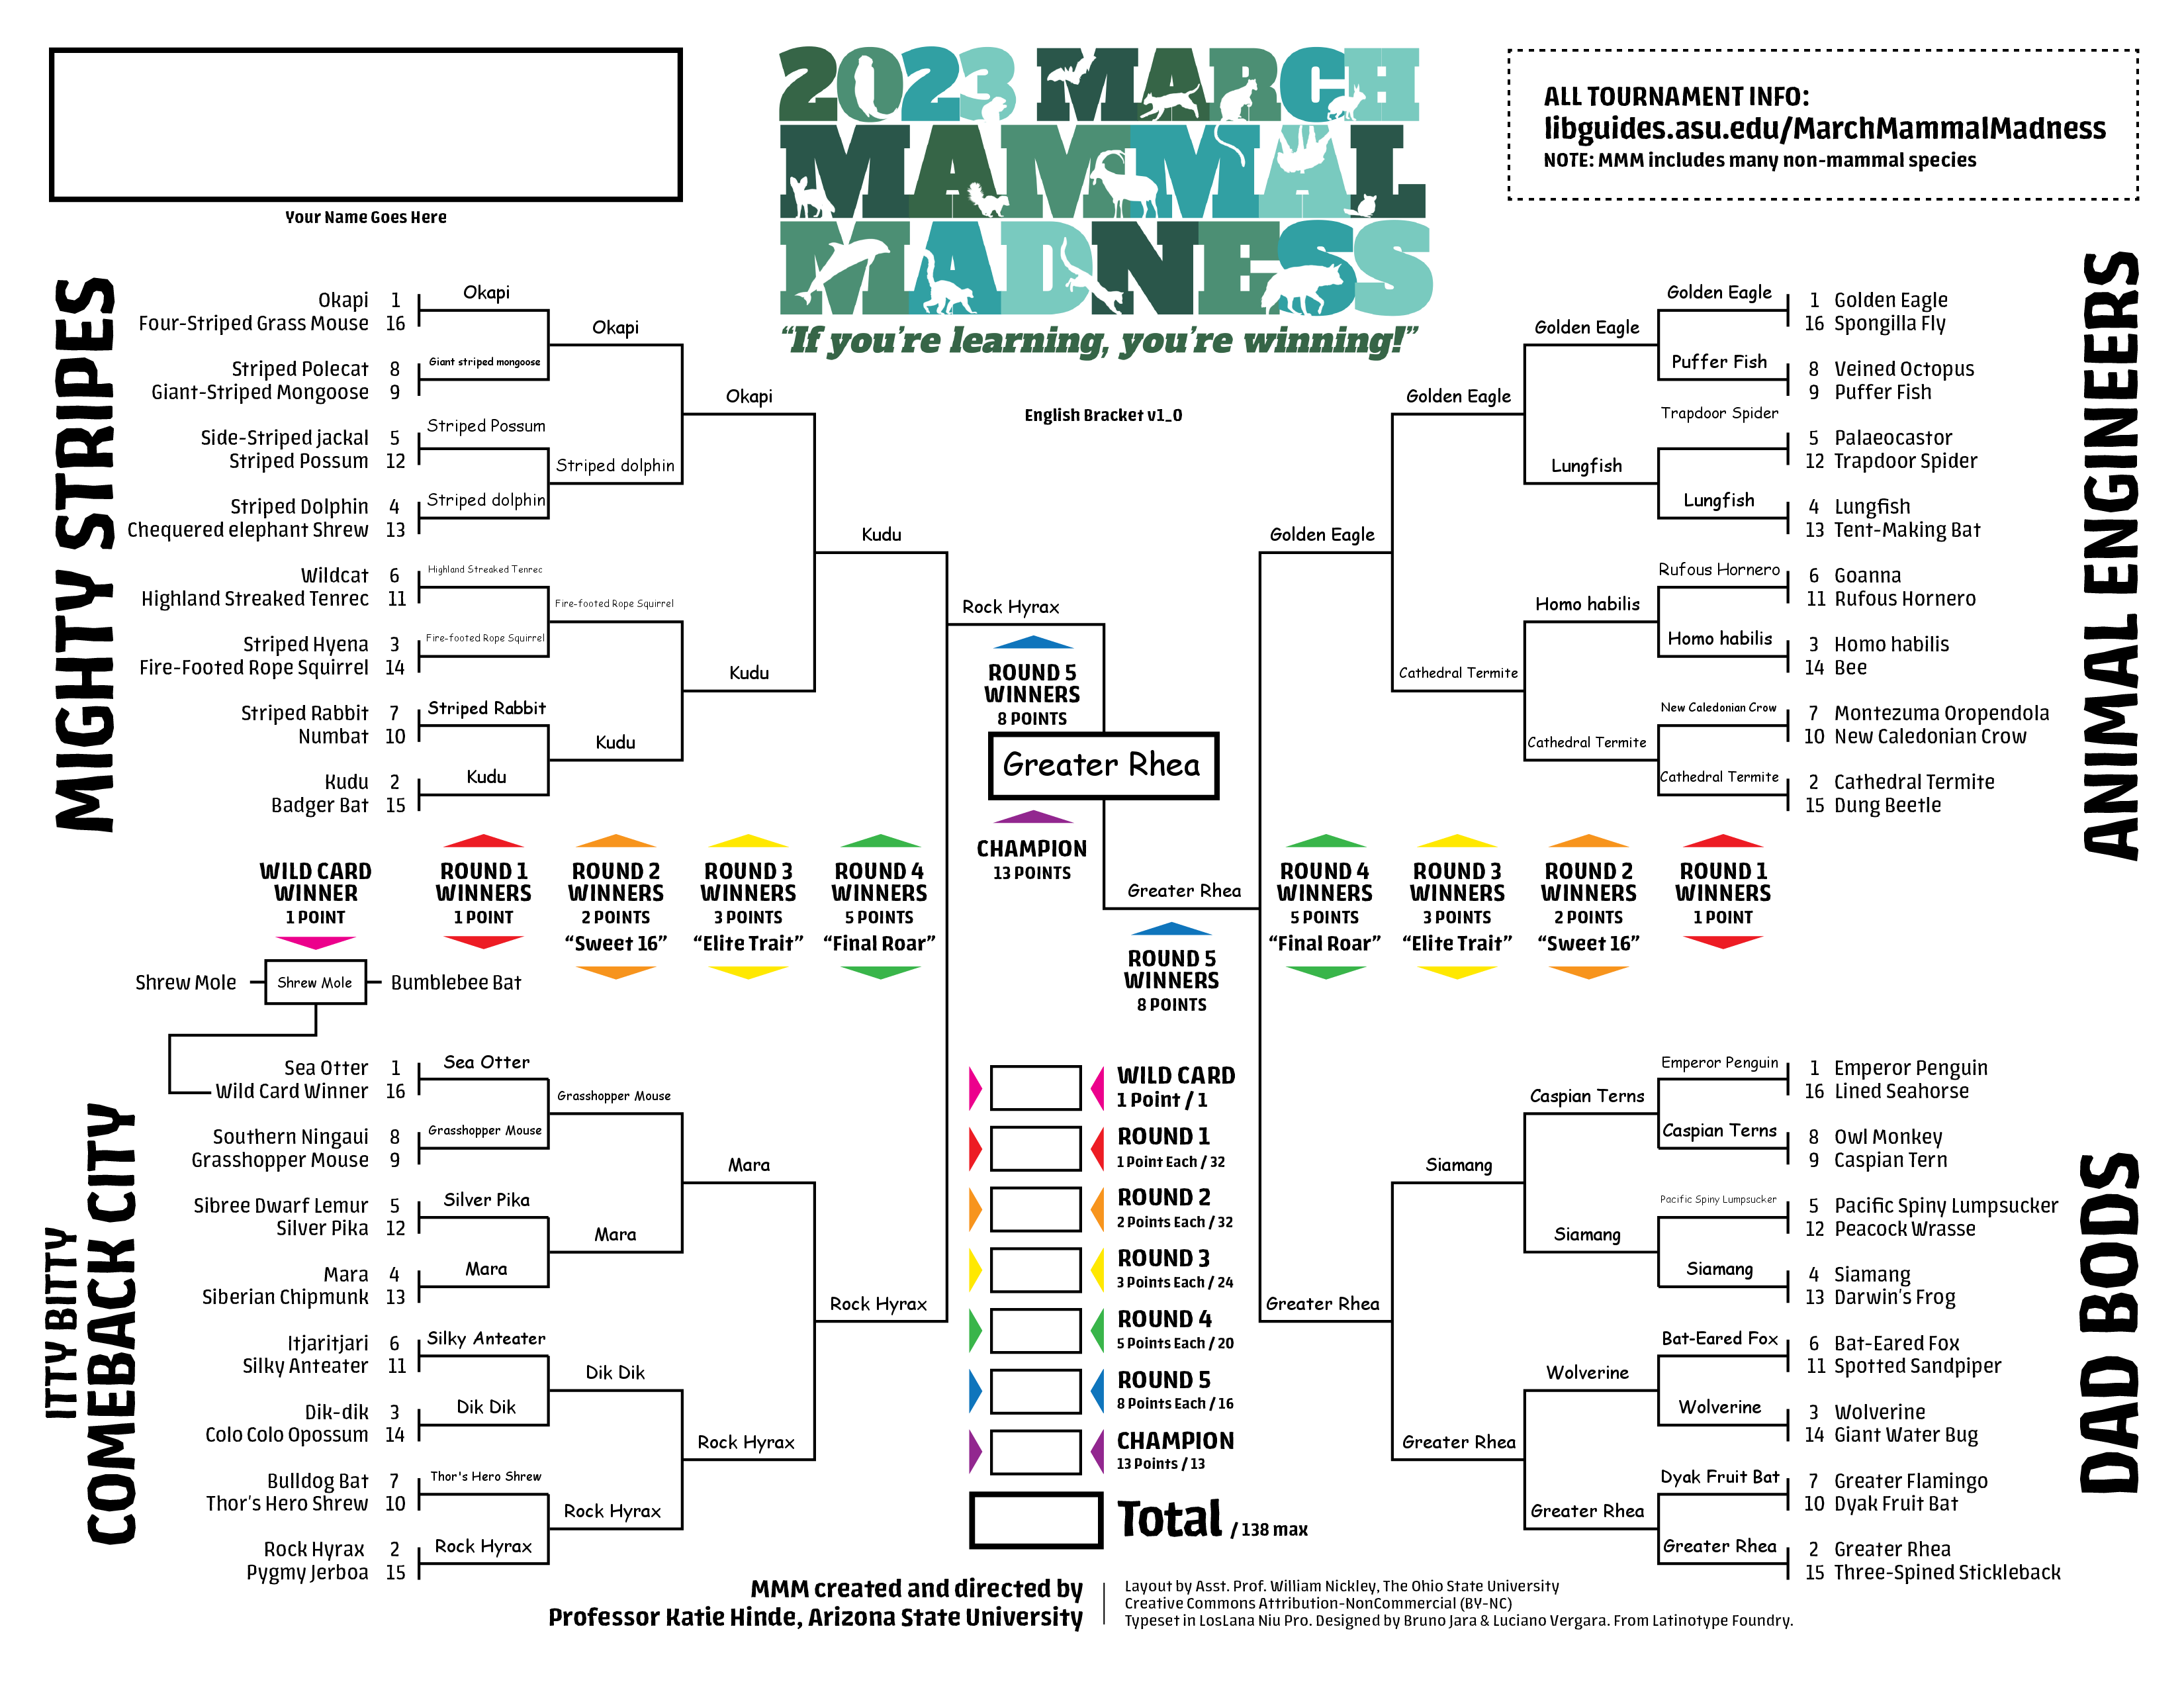 2023 MARCH
MAMMAL
MADNESS
"If you're learning, you're winning!"
English Bracket v1_0
Your Name Goes Here
ALL TOURNAMENT INFO:
libguides.asu.edu/MarchMammalMadness
NOTE: MMM includes many non-mammal species
MIGHTY STRIPES
Okapi 1
Four-Striped Grass Mouse 16
Striped Polecat 8
Giant-Striped Mongoose 9
Side-Striped jackal 5
Striped Possum 12
Striped Dolphin 4
Chequered elephant Shrew 13
Wildcat 6
Highland Streaked Tenrec 11
Striped Hyena 3
Fire-Footed Rope Squirrel 14
Striped Rabbit 7
Numbat 10
Kudu 2
Badger Bat 15
Okapi
Giant striped mongoose
Striped Possum
Striped dolphin
Highland Streaked Tenrec
Fire-footed Rope Squirrel
Striped Rabbit
Kudu
Okapi
Striped dolphin
Fire-footed Rope Squirrel
Kudu
Okapi
Kudu
Kudu
Rock Hyrax
ROUND 5
WINNERS
8 POINTS
Greater Rhea
CHAMPION
13 POINTS
Greater Rhea
ROUND 5
WINNERS
8 POINTS
ANIMAL ENGINEERS
1 Golden Eagle
16 Spongilla Fly
8 Veined Octopus
9 Puffer Fish
5 Palaeocastor
12 Trapdoor Spider
4 Lungfish
13 Tent-Making Bat
6 Goanna
11 Rufous Hornero
3 Homo habilis
14 Bee
7 Montezuma Oropendola
10 New Caledonian Crow
2 Cathedral Termite
15 Dung Beetle
Golden Eagle
Puffer Fish
Trapdoor Spider
Lungfish
Rufous Hornero
Homo habilis
New Caledonian Crow
Cathedral Termite
Golden Eagle
Lungfish
Homo habilis
Cathedral Termite
Golden Eagle
Cathedral Termite
Golden Eagle
WILD CARD
WINNER
1 POINT
ROUND 1
WINNERS
1 POINT
ROUND 2
WINNERS
2 POINTS
"Sweet 16"
ROUND 3
WINNERS
3 POINTS
"Elite Trait"
ROUND 4
WINNERS
5 POINTS
"Final Roar"
ROUND 4
WINNERS
5 POINTS
"Final Roar"
ROUND 3
WINNERS
3 POINTS
"Elite Trait"
ROUND 2
WINNERS
2 POINTS
"Sweet 16"
ROUND 1
WINNERS
1 POINT
Shrew Mole
Shrew Mole
Bumblebee Bat
ITTY BITTY
COMEBACK CITY
Sea Otter 1
Wild Card Winner 16
Southern Ningaui 8
Grasshopper Mouse 9
Sibree Dwarf Lemur 5
Silver Pika 12
Mara 4
Siberian Chipmunk 13
Itjaritjari 6
Silky Anteater 11
Dik-dik 3
Colo Colo Opossum 14
Bulldog Bat 7
Thor's Hero Shrew 10
Rock Hyrax 2
Pygmy Jerboa 15
Sea Otter
Grasshopper Mouse
Silver Pika
Mara
Silky Anteater
Dik Dik
Thor's Hero Shrew
Rock Hyrax
Grasshopper Mouse
Mara
Dik Dik
Rock Hyrax
Mara
Rock Hyrax
Rock Hyrax
WILD CARD
1 Point / 1
ROUND 1
1 Point Each / 32
ROUND 2
2 Points Each / 32
ROUND 3
3 Points Each / 24
ROUND 4
5 Points Each / 20
ROUND 5
8 Points Each / 16
CHAMPION
13 Points / 13
Total / 138 max
DAD BODS
1 Emperor Penguin
16 Lined Seahorse
8 Owl Monkey
9 Caspian Tern
5 Pacific Spiny Lumpsucker
12 Peacock Wrasse
4 Siamang
13 Darwin's Frog
6 Bat-Eared Fox
11 Spotted Sandpiper
3 Wolverine
14 Giant Water Bug
7 Greater Flamingo
10 Dyak Fruit Bat
2 Greater Rhea
15 Three-Spined Stickleback
Emperor Penguin
Caspian Terns
Pacific Spiny Lumpsucker
Siamang
Bat-Eared Fox
Wolverine
Dyak Fruit Bat
Greater Rhea
Caspian Terns
Siamang
Wolverine
Greater Rhea
Siamang
Greater Rhea
Greater Rhea
MMM created and directed by
Professor Katie Hinde, Arizona State University
Layout by Asst. Prof. William Nickley, The Ohio State University
Creative Commons Attribution-NonCommercial (BY-NC)
Typeset in LosLana Niu Pro. Designed by Bruno Jara & Luciano Vergara. From Latinotype Foundry.